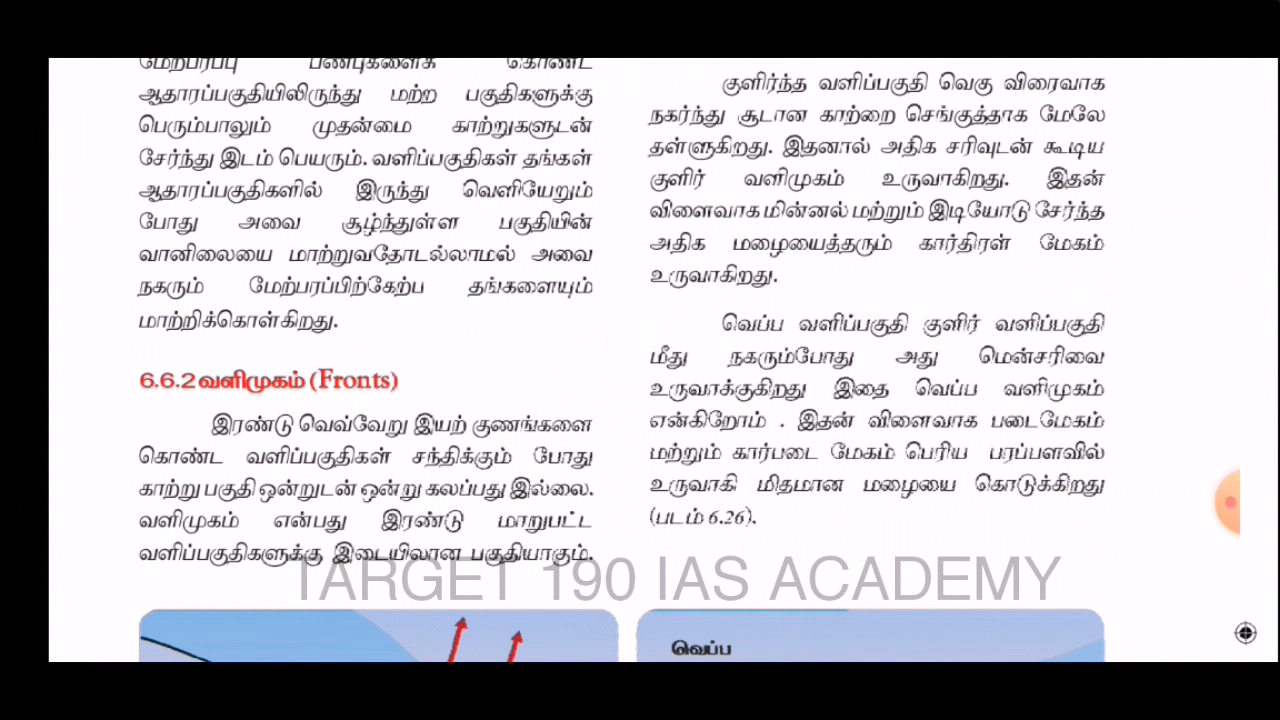 மேற்பரப்பு பண்புகளைக் கொண்ட
ஆதாரப்பகுதியிலிருந்து மற்ற பகுதிகளுக்கு
பெரும்பாலும் முதன்மை காற்றுகளுடன்
சேர்ந்து இடம் பெயரும். வளிப்பகுதிகள் தங்கள்
ஆதாரப்பகுதிகளில் இருந்து வெளியேறும்
போது அவை சூழ்ந்துள்ள பகுதியின்
வானிலையை மாற்றுவதோடல்லாமல் அவை
நகரும் மேற்பரப்பிற்கேற்ப தங்களையும்
மாற்றிக்கொள்கிறது.
6.6.2 வளிமுகம் (Fronts)
இரண்டு வெவ்வேறு இயற் குணங்களை
கொண்ட வளிப்பகுதிகள் சந்திக்கும் போது
காற்று பகுதி ஒன்றுடன் ஒன்று கலப்பது இல்லை.
வளிமுகம் என்பது இரண்டு மாறுபட்ட
வளிப்பகுதிகளுக்கு இடையிலான பகுதியாகும்.
குளிர்ந்த வளிப்பகுதி வெகு விரைவாக
நகர்ந்து சூடான காற்றை செங்குத்தாக மேலே
தள்ளுகிறது. இதனால் அதிக சரிவுடன் கூடிய
குளிர் வளிமுகம் உருவாகிறது. இதன்
விளைவாக மின்னல் மற்றும் இடியோடு சேர்ந்த
அதிக மழையைத்தரும் கார்திரள் மேகம்
உருவாகிறது.
வெப்ப வளிப்பகுதி குளிர் வளிப்பகுதி
மீது நகரும்போது அது மென்சரிவை
உருவாக்குகிறது இதை வெப்ப வளிமுகம்
என்கிறோம் . இதன் விளைவாக படைமேகம்
மற்றும் கார்படை மேகம் பெரிய பரப்பளவில்
உருவாகி மிதமான மழையை கொடுக்கிறது
(படம் 6.26).
TARGET 190 IAS ACADEMY
வெப்ப